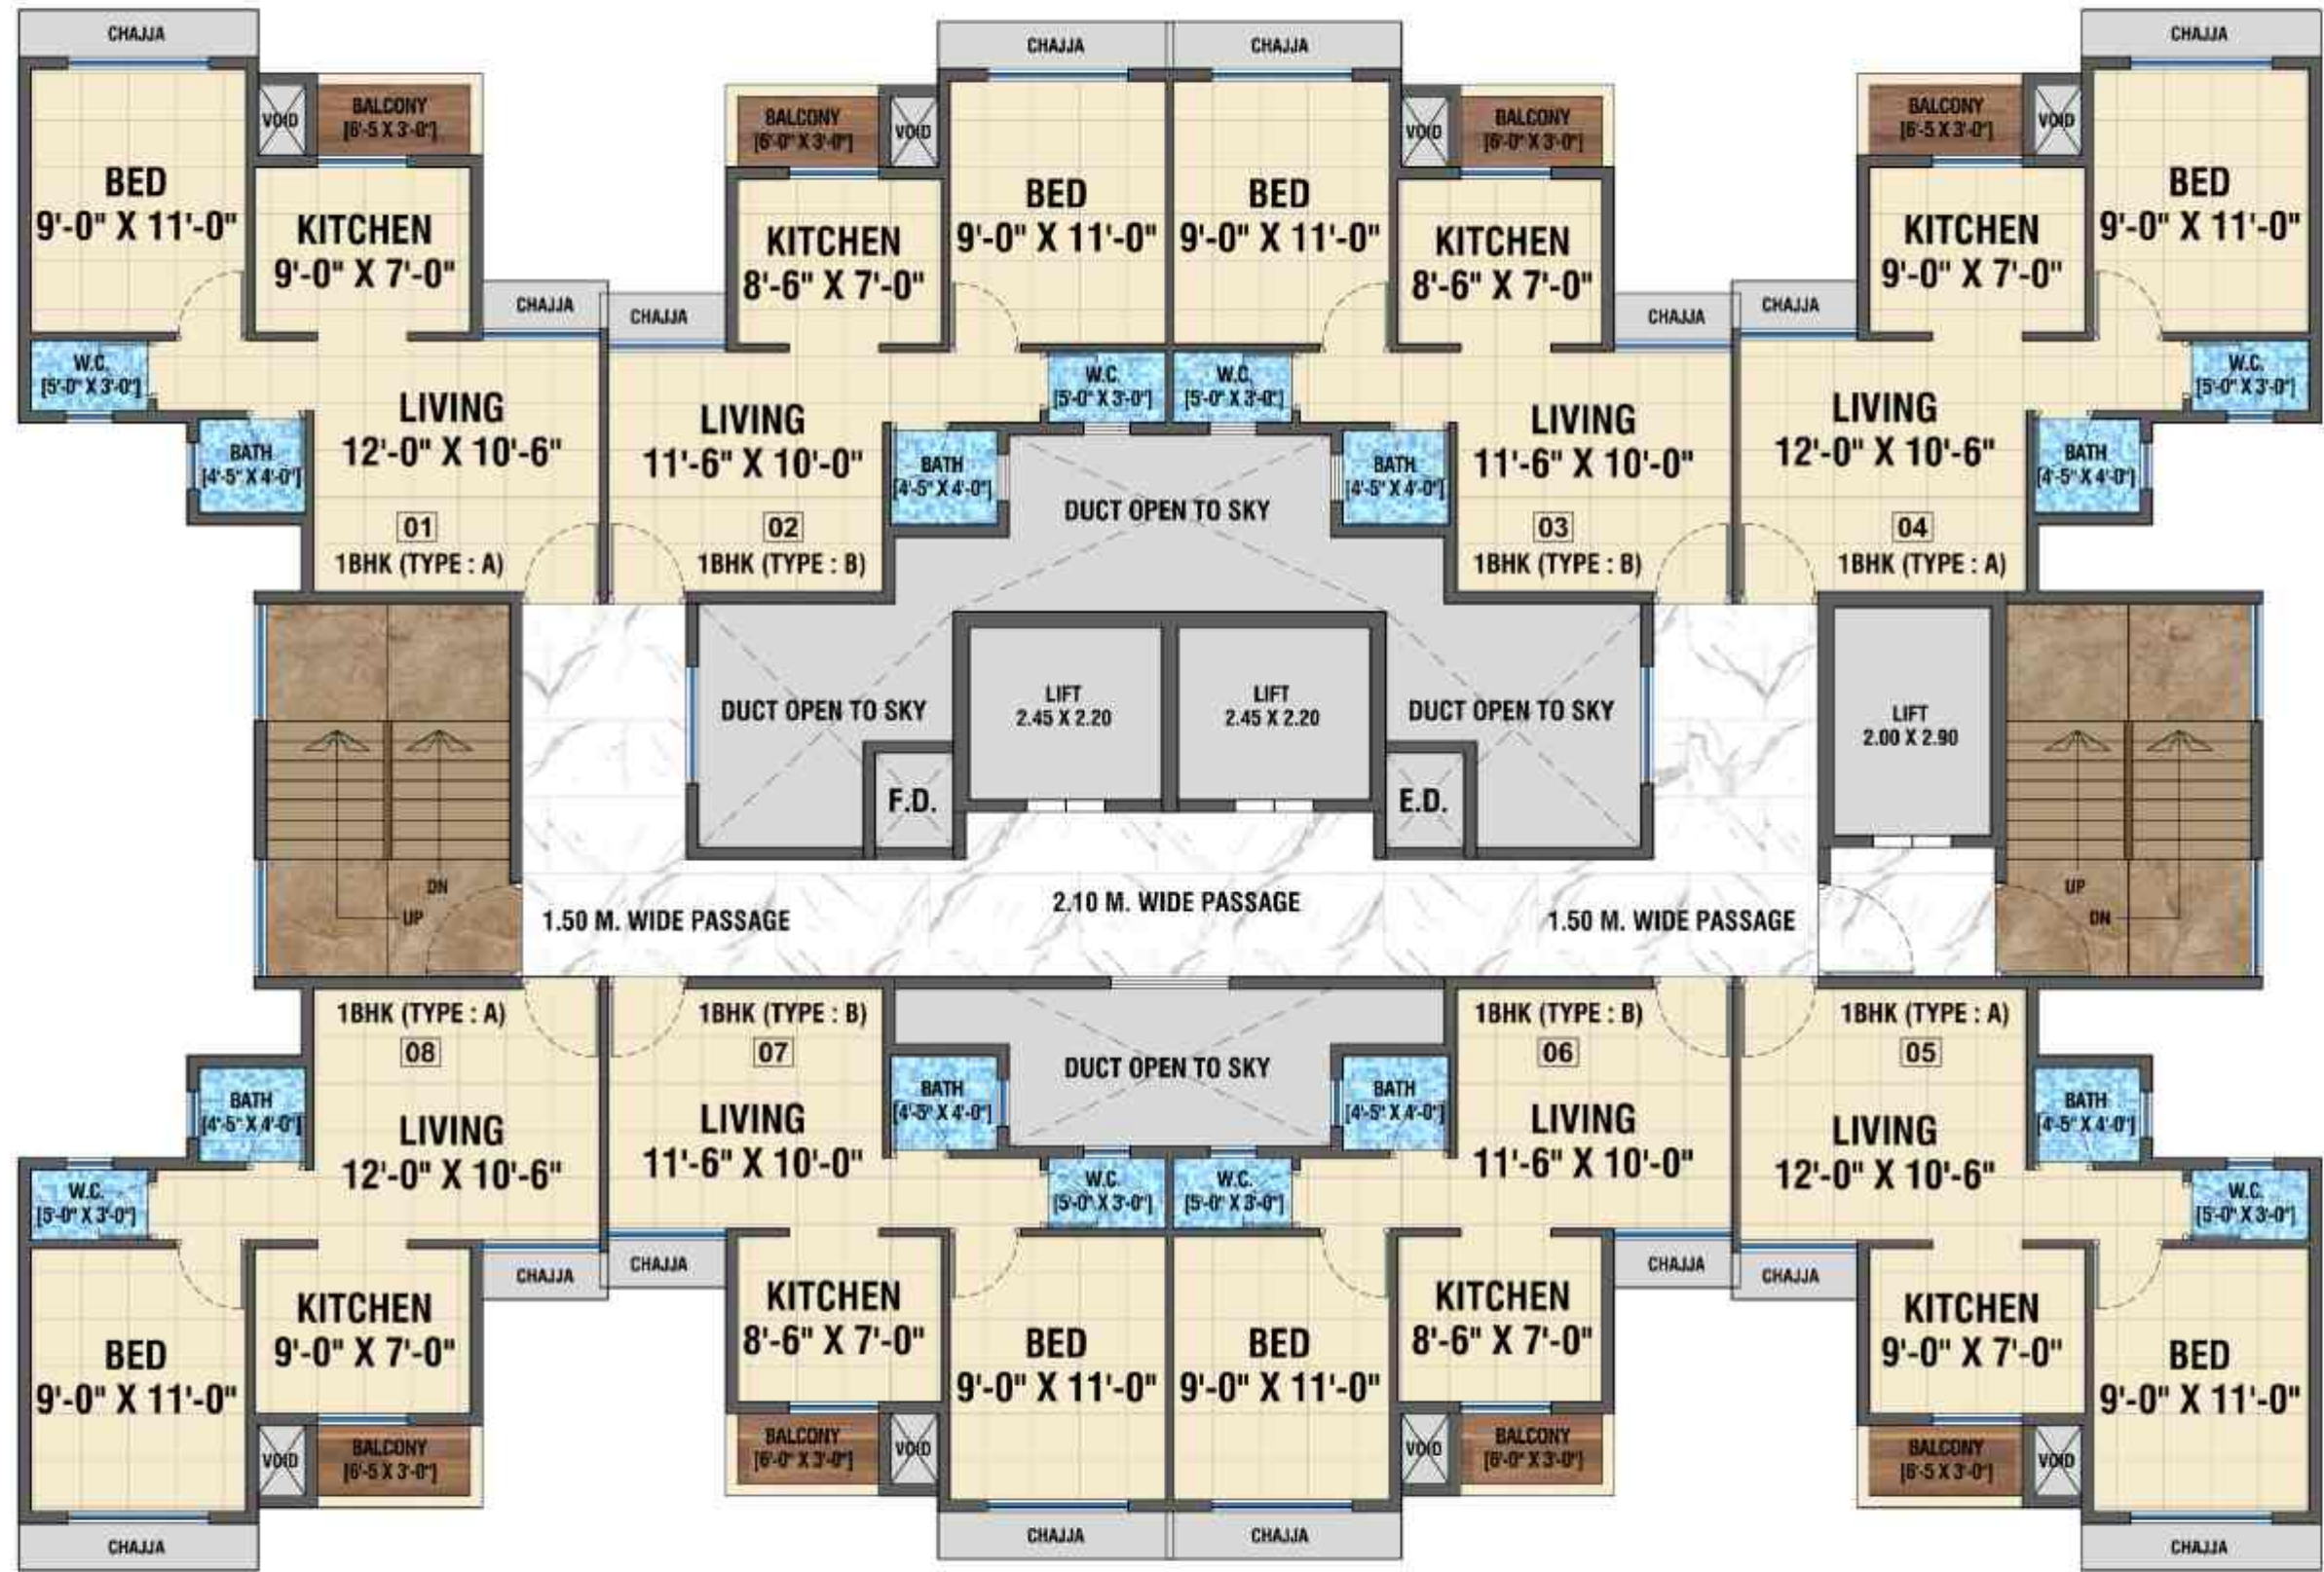 CHAJJA
BED
9'-0" X 11'-0"
VOID
BALCONY
[6'-5 X 3'-0"]
KITCHEN
9'-0" X 7'-0"
CHAJJA
W.C.
[5'-0" X 3'-0"]
BATH
[4'-5" X 4'-0"]
LIVING
12'-0" X 10'-6"
01
1BHK (TYPE : A)
CHAJJA
BALCONY
[6'-0" X 3'-0"]
VOID
KITCHEN
8'-6" X 7'-0"
CHAJJA
BED
9'-0" X 11'-0"
W.C.
[5'-0" X 3'-0"]
BATH
[4'-5" X 4'-0"]
LIVING
11'-6" X 10'-0"
02
1BHK (TYPE : B)
CHAJJA
BED
9'-0" X 11'-0"
VOID
BALCONY
[6'-0" X 3'-0"]
KITCHEN
8'-6" X 7'-0"
CHAJJA
W.C.
[5'-0" X 3'-0"]
BATH
[4'-5" X 4'-0"]
LIVING
11'-6" X 10'-0"
03
1BHK (TYPE : B)
CHAJJA
BALCONY
[6'-5 X 3'-0"]
VOID
CHAJJA
BED
9'-0" X 11'-0"
KITCHEN
9'-0" X 7'-0"
W.C.
[5'-0" X 3'-0"]
BATH
[4'-5" X 4'-0"]
LIVING
12'-0" X 10'-6"
04
1BHK (TYPE : A)
DUCT OPEN TO SKY
DUCT OPEN TO SKY
LIFT
2.45 X 2.20
LIFT
2.45 X 2.20
DUCT OPEN TO SKY
LIFT
2.00 X 2.90
F.D.
E.D.
DN
UP
1.50 M. WIDE PASSAGE
2.10 M. WIDE PASSAGE
1.50 M. WIDE PASSAGE
UP
DN
1BHK (TYPE : A)
08
BATH
[4'-5" X 4'-0"]
LIVING
12'-0" X 10'-6"
W.C.
[5'-0" X 3'-0"]
CHAJJA
KITCHEN
9'-0" X 7'-0"
BED
9'-0" X 11'-0"
VOID
BALCONY
[6'-5 X 3'-0"]
CHAJJA
1BHK (TYPE : B)
07
DUCT OPEN TO SKY
BATH
[4'-5" X 4'-0"]
LIVING
11'-6" X 10'-0"
W.C.
[5'-0" X 3'-0"]
CHAJJA
KITCHEN
8'-6" X 7'-0"
BED
9'-0" X 11'-0"
BALCONY
[6'-0" X 3'-0"]
VOID
CHAJJA
1BHK (TYPE : B)
06
BATH
[4'-5" X 4'-0"]
LIVING
11'-6" X 10'-0"
W.C.
[5'-0" X 3'-0"]
CHAJJA
KITCHEN
8'-6" X 7'-0"
BED
9'-0" X 11'-0"
VOID
BALCONY
[6'-0" X 3'-0"]
CHAJJA
1BHK (TYPE : A)
05
BATH
[4'-5" X 4'-0"]
LIVING
12'-0" X 10'-6"
W.C.
[5'-0" X 3'-0"]
CHAJJA
KITCHEN
9'-0" X 7'-0"
BED
9'-0" X 11'-0"
BALCONY
[6'-5 X 3'-0"]
VOID
CHAJJA